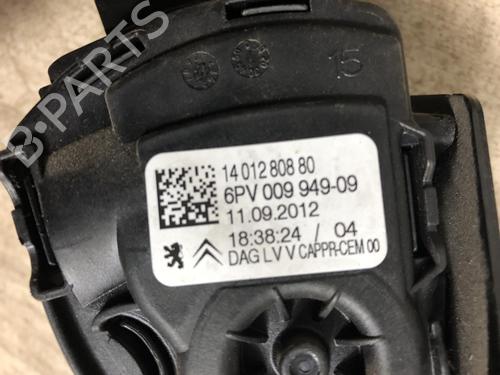 B-PARTS
15
14 012 808 80
6PV 009 949-09
11.09.2012
18:38:24 / 04
DAG LV V CAPPR-CEM 00